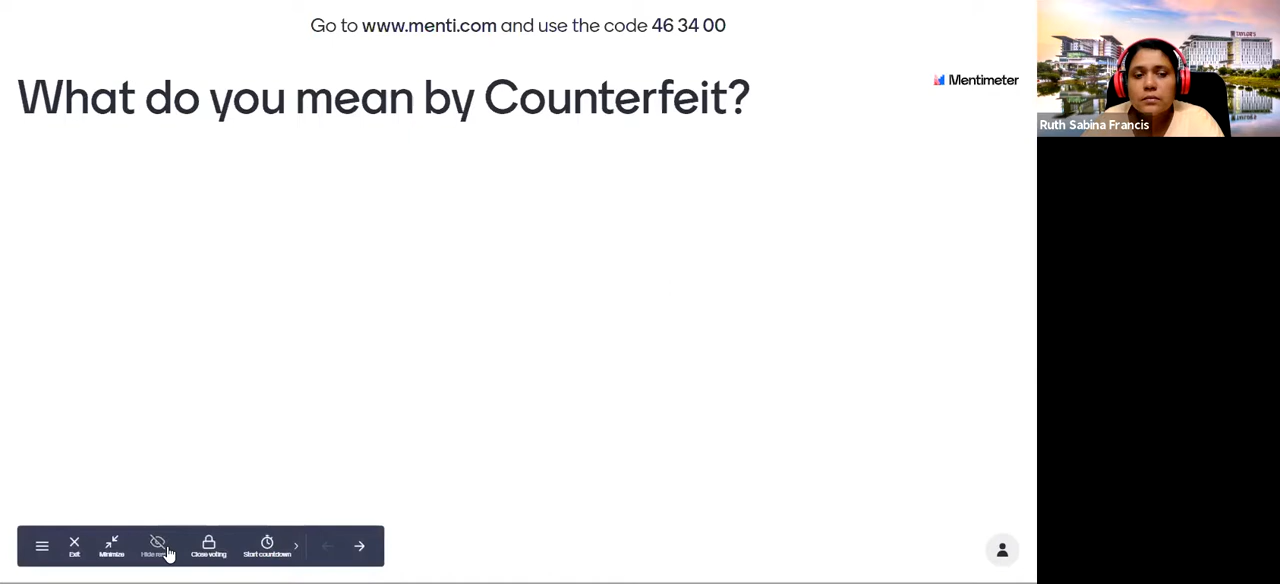 Go to www.menti.com and use the code 46 34 00
What do you mean by Counterfeit?
Mentimeter
TAYLOR'S
Ruth Sabina Francis
Exit
Minimize
Hide
Close voting
Start countdown